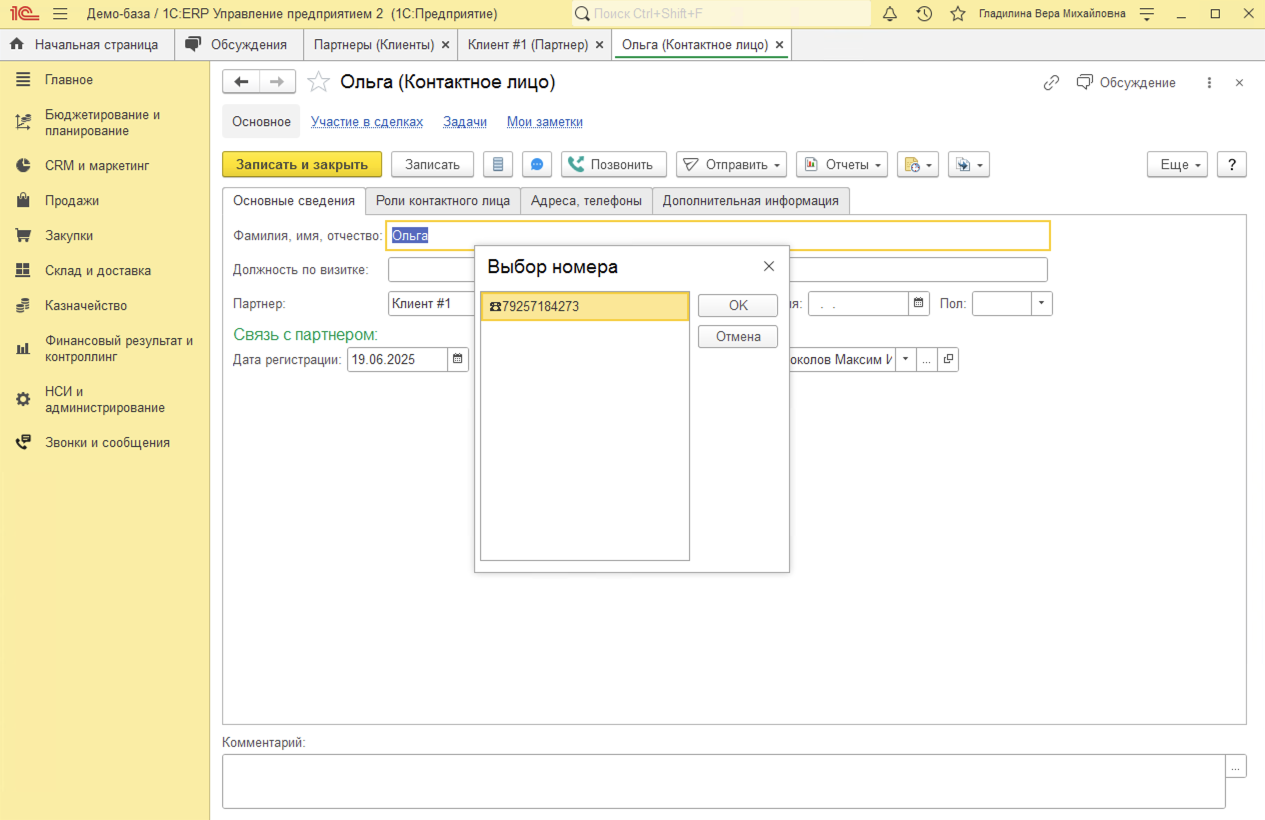 1С Демо-база / 1С:ERP Управление предприятием 2 (1С:Предприятие) Поиск Ctrl+Shift+F Гладилина Вера Михайловна
Начальная страница Обсуждения Партнеры (Клиенты) Клиент #1 (Партнер) Ольга (Контактное лицо)
Главное
Бюджетирование и
планирование
CRM и маркетинг
Продажи
Закупки
Склад и доставка
Казначейство
Финансовый результат и
контроллинг
НСИ и
администрирование
Звонки и сообщения
Ольга (Контактное лицо) Обсуждение
Основное Участие в сделках Задачи Мои заметки
Записать и закрыть Записать Позвонить Отправить Отчеты Еще ?
Основные сведения Роли контактного лица Адреса, телефоны Дополнительная информация
Фамилия, имя, отчество: Ольга
Должность по визитке:
Партнер: Клиент #1 . . Пол:
Связь с партнером:
Дата регистрации: 19.06.2025 Максим ...
Выбор номера
79257184273
OK
Отмена
Комментарий:
...